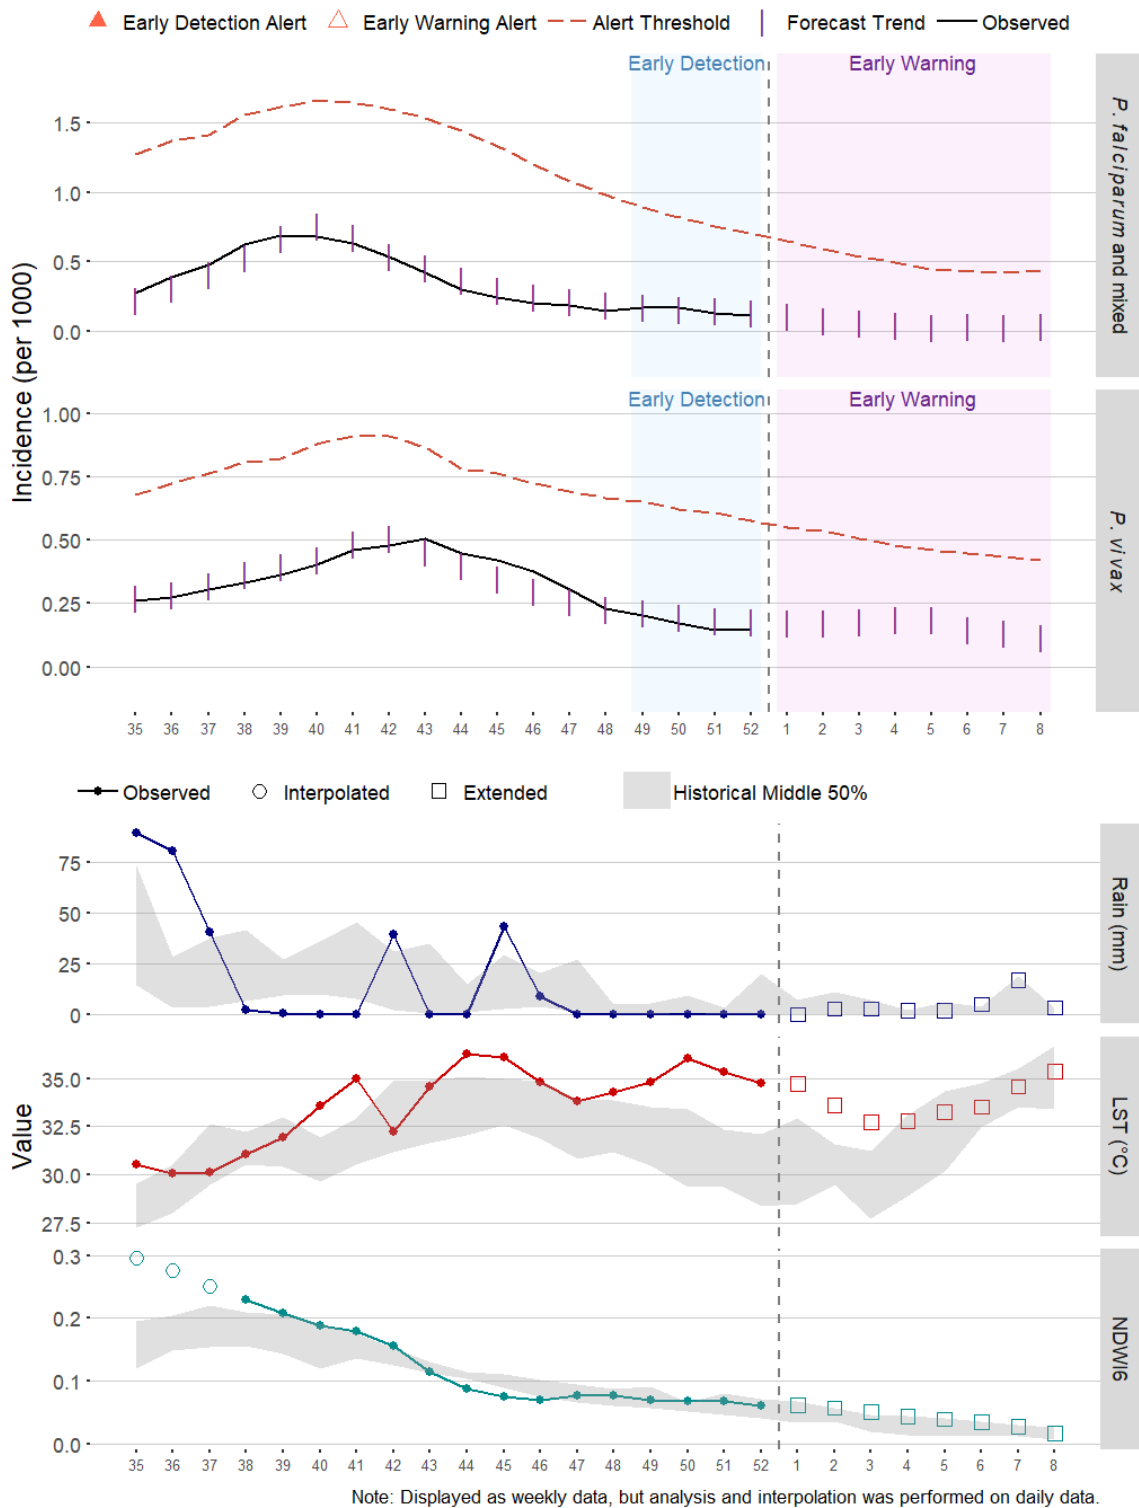 Early Detection Alert Early Warning Alert Alert Threshold Forecast Trend Observed
Early Detection Early Warning
1.5
1.0
0.5
0.0
P. falciparum and mixed
Incidence (per 1000)
Early Detection Early Warning
1.00
0.75
0.50
0.25
0.00
P. vivax
35 36 37 38 39 40 41 42 43 44 45 46 47 48 49 50 51 52 1 2 3 4 5 6 7 8
Observed Interpolated Extended Historical Middle 50%
75
50
25
0
Rain (mm)
Value
35.0
32.5
30.0
27.5
LST (°C)
0.3
0.2
0.1
0.0
NDWI6
35 36 37 38 39 40 41 42 43 44 45 46 47 48 49 50 51 52 1 2 3 4 5 6 7 8
Note: Displayed as weekly data, but analysis and interpolation was performed on daily data.